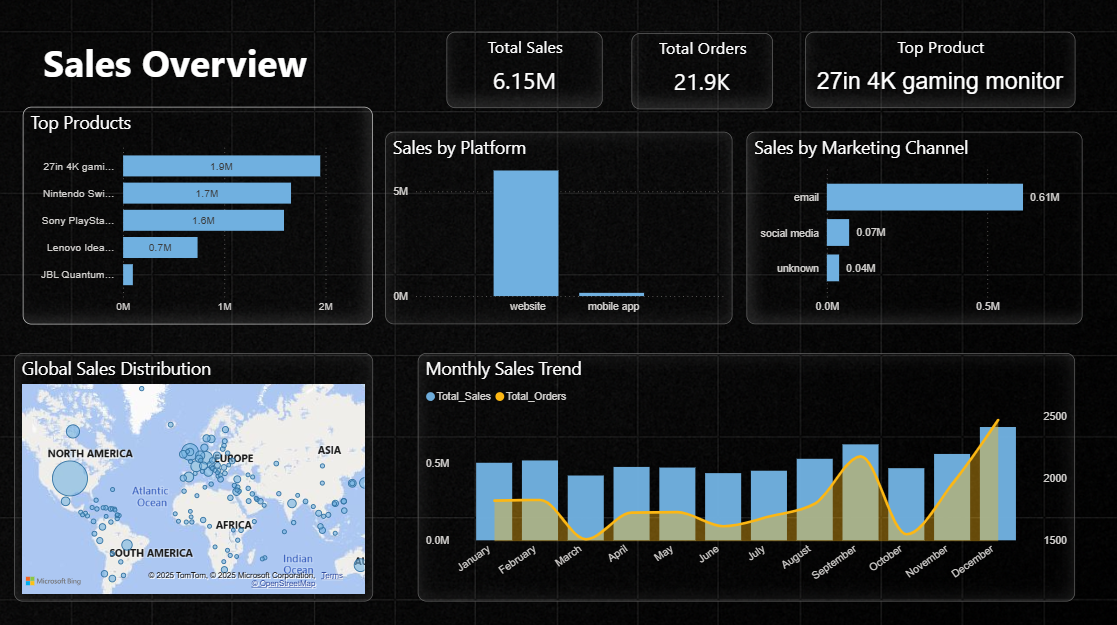 Sales Overview
Total Sales
6.15M
Total Orders
21.9K
Top Product
27in 4K gaming monitor
Top Products
27in 4K gami...
1.9M
Nintendo Swi...
1.7M
Sony PlaySta...
1.6M
Lenovo Idea...
0.7M
JBL Quantum...
0M 1M 2M
Sales by Platform
5M
0M
website mobile app
Sales by Marketing Channel
email 0.61M
social media 0.07M
unknown 0.04M
0.0M 0.5M
Global Sales Distribution
NORTH AMERICA
EUROPE
ASIA
Atlantic
Ocean
AFRICA
SOUTH AMERICA
Indian
Ocean
AU
Microsoft Bing
© 2025 TomTom, © 2025 Microsoft Corporation, Terms
© OpenStreetMap
Monthly Sales Trend
Total_Sales Total_Orders
0.5M
0.0M
2500
2000
1500
January February March April May June July August September October November December